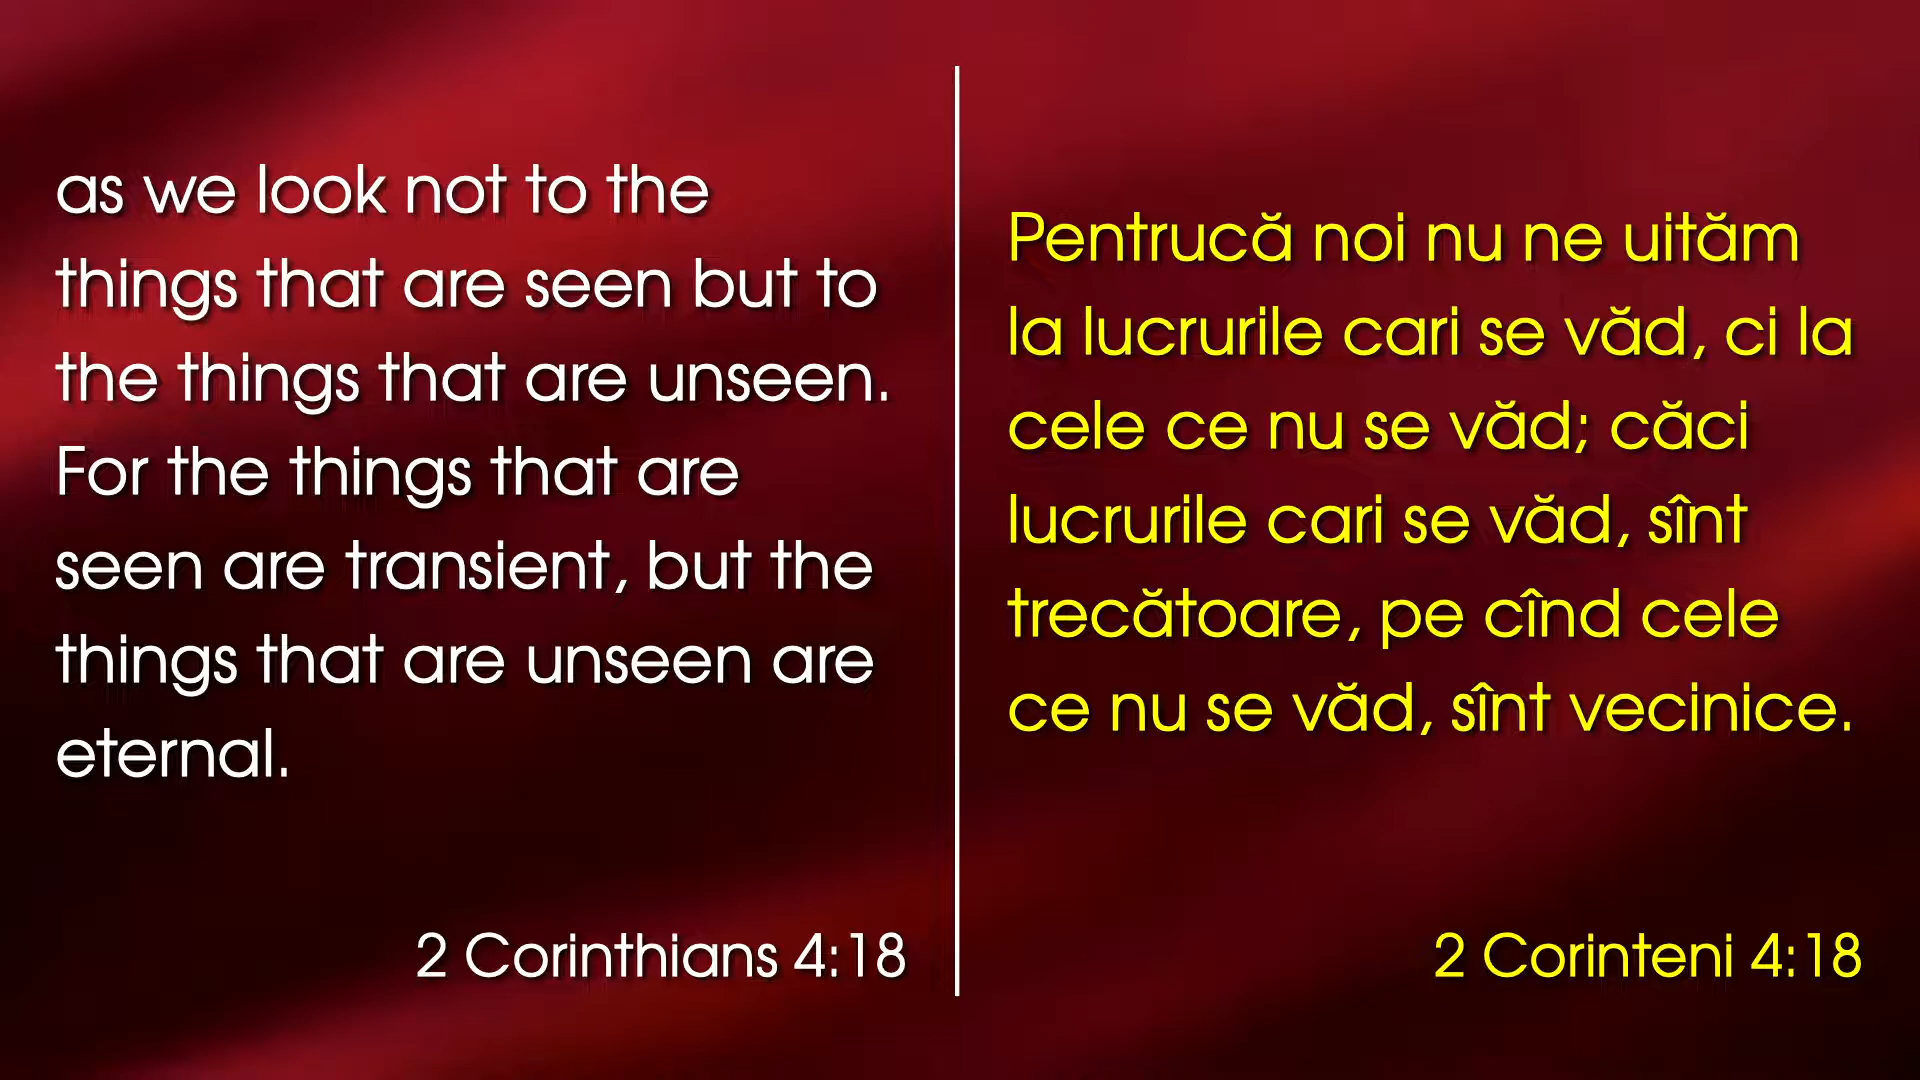 as we look not to the
things that are seen but to
the things that are unseen.
For the things that are
seen are transient, but the
things that are unseen are
eternal.
2 Corinthians 4:18
Pentrucă noi nu ne uităm
la lucrurile cari se văd, ci la
cele ce nu se văd; căci
lucrurile cari se văd, sînt
trecătoare, pe cînd cele
ce nu se văd, sînt vecinice.
2 Corinteni 4:18